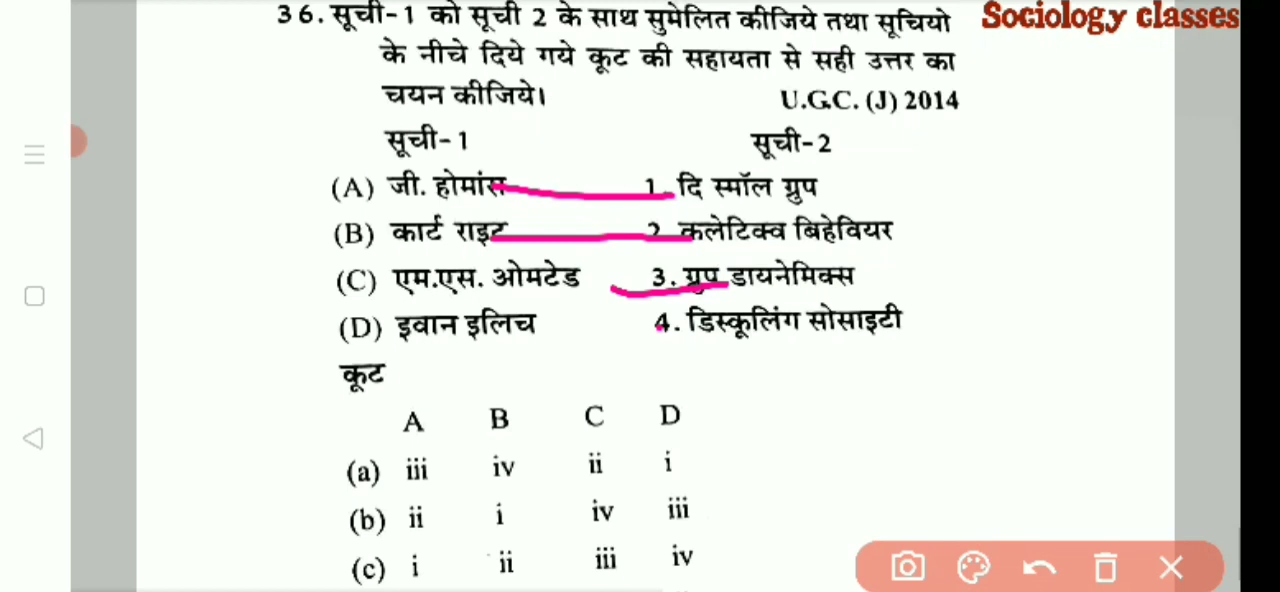 Sociology classes
36. सूची-1 को सूची 2 के साथ सुमेलित कीजिये तथा सूचियो
के नीचे दिये गये कूट की सहायता से सही उत्तर का
चयन कीजिये। U.G.C. (J) 2014
सूची-1 सूची-2
(A) जी. होमांस 1. दि स्मॉल ग्रुप
(B) कार्ट राइट 2 कलेटिक्व बिहेवियर
(C) एम.एस. ओमटेड 3. ग्रुप डायनेमिक्स
(D) इवान इलिच 4. डिस्कूलिंग सोसाइटी
कूट
A B C D
(a) iii iv ii i
(b) ii i iv iii
(c) i ii iii iv